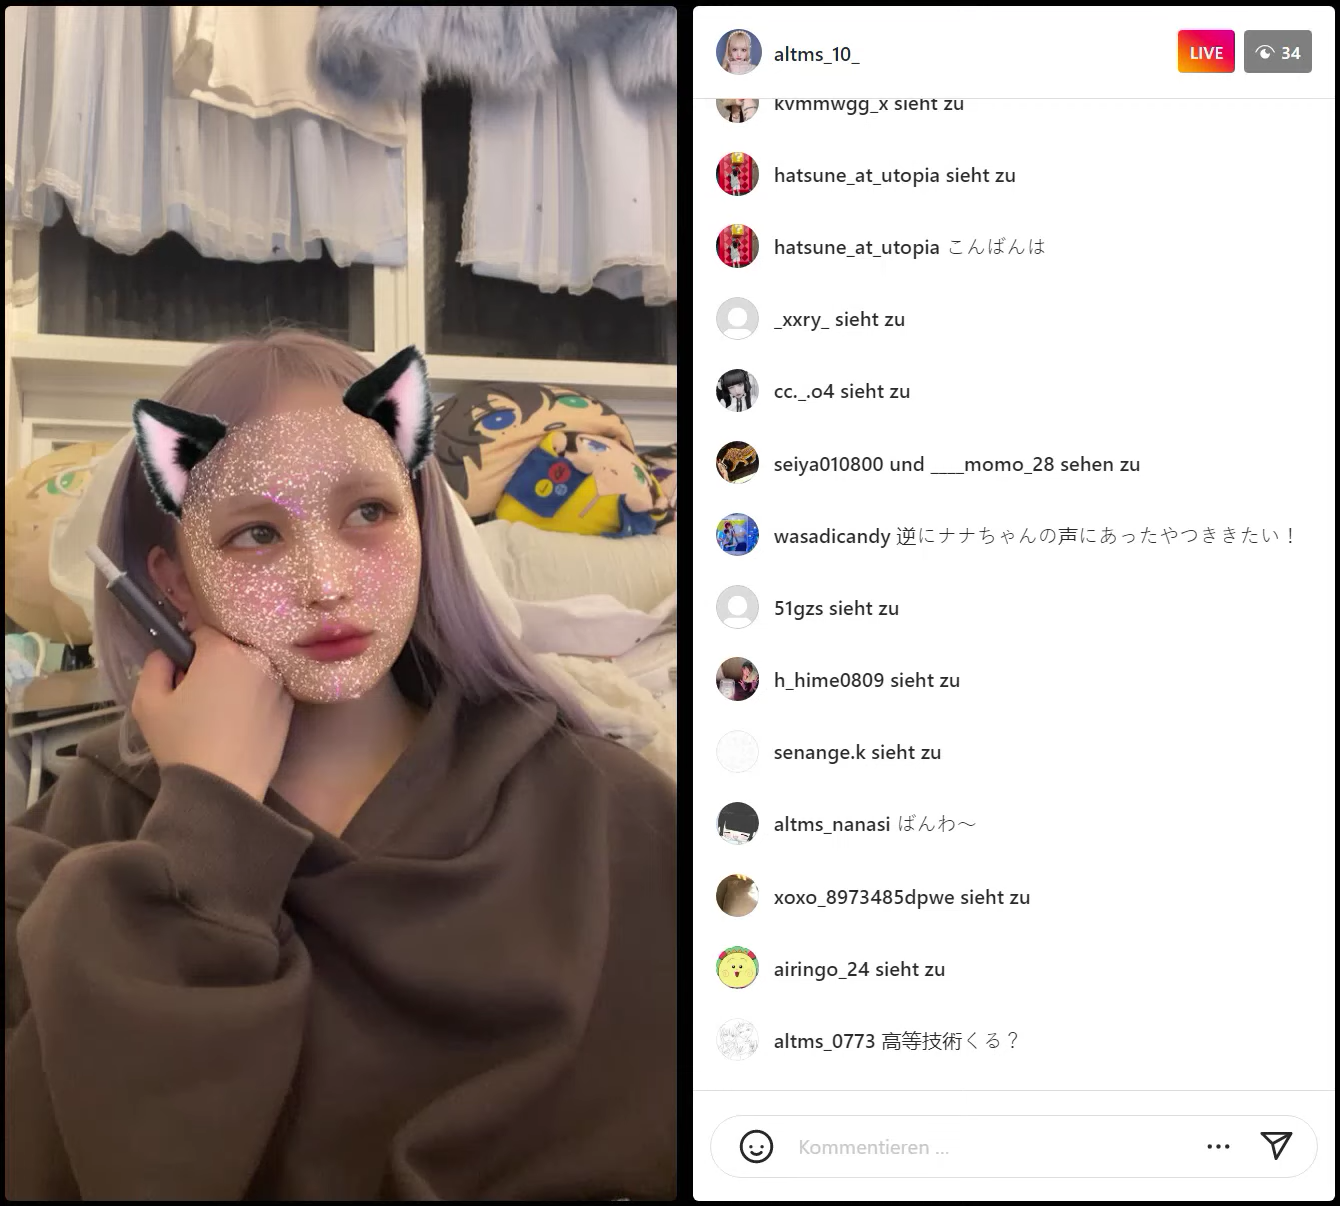 altms_10_
LIVE
34
kvmmwgg_x sieht zu
hatsune_at_utopia sieht zu
hatsune_at_utopia こんばんは
_xxry_ sieht zu
cc._.o4 sieht zu
seiya010800 und ____momo_28 sehen zu
wasadicandy 逆にナナちゃんの声にあったやつききたい！
51gzs sieht zu
h_hime0809 sieht zu
senange.k sieht zu
altms_nanasi ばんわ〜
xoxo_8973485dpwe sieht zu
airingo_24 sieht zu
altms_0773 高等技術くる？
Kommentieren ...